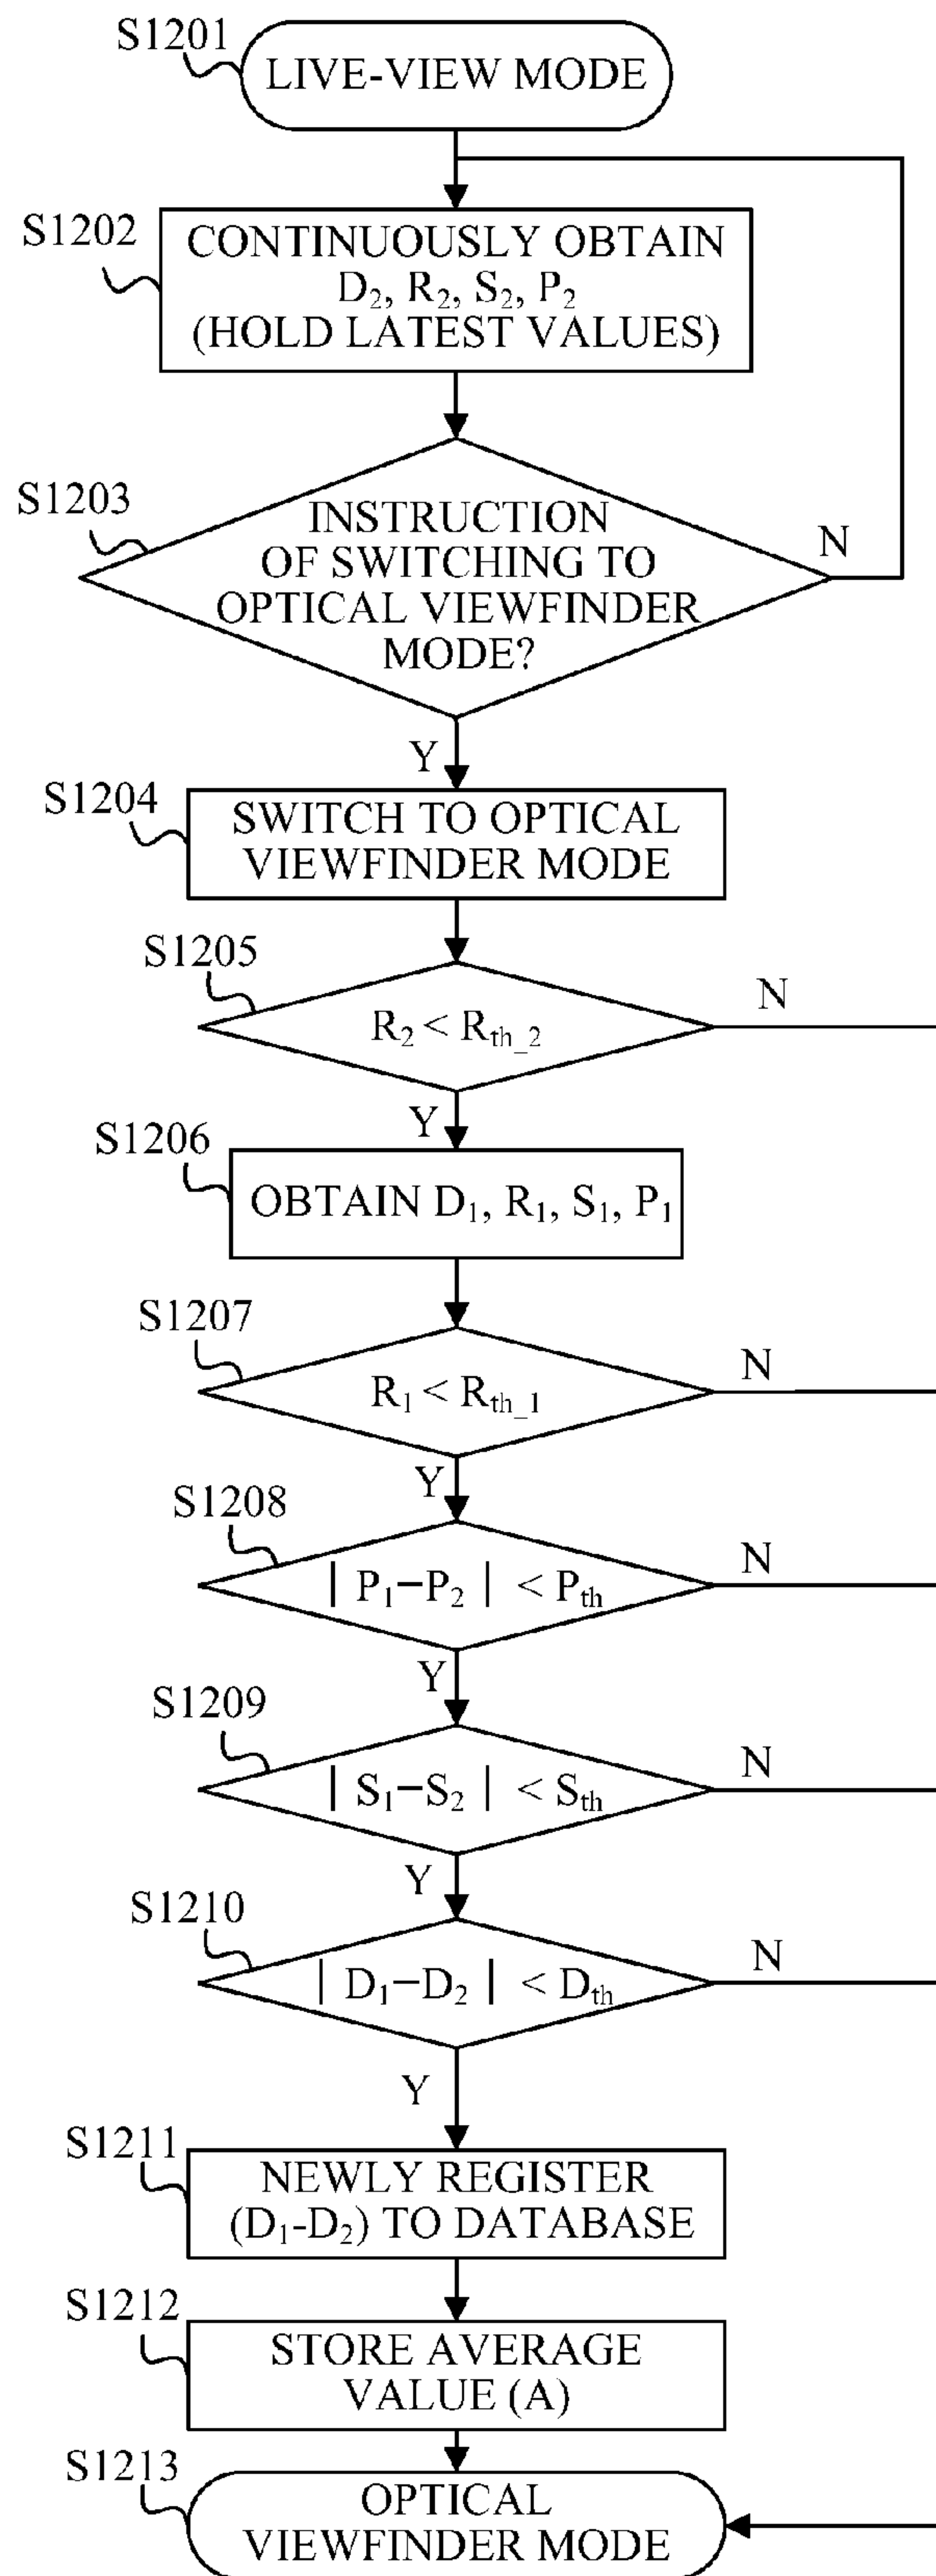 S1201
LIVE-VIEW MODE
S1202
CONTINUOUSLY OBTAIN
D₂, R₂, S₂, P₂
(HOLD LATEST VALUES)
S1203
INSTRUCTION
OF SWITCHING TO
OPTICAL VIEWFINDER
MODE?
N
Y
S1204
SWITCH TO OPTICAL
VIEWFINDER MODE
S1205
R₂ < Rth_2
N
Y
S1206
OBTAIN D₁, R₁, S₁, P₁
S1207
R₁ < Rth_1
N
Y
S1208
| P₁−P₂ | < Pth
N
Y
S1209
| S₁−S₂ | < Sth
N
Y
S1210
| D₁−D₂ | < Dth
N
Y
S1211
NEWLY REGISTER
(D₁-D₂) TO DATABASE
S1212
STORE AVERAGE
VALUE (A)
S1213
OPTICAL
VIEWFINDER MODE